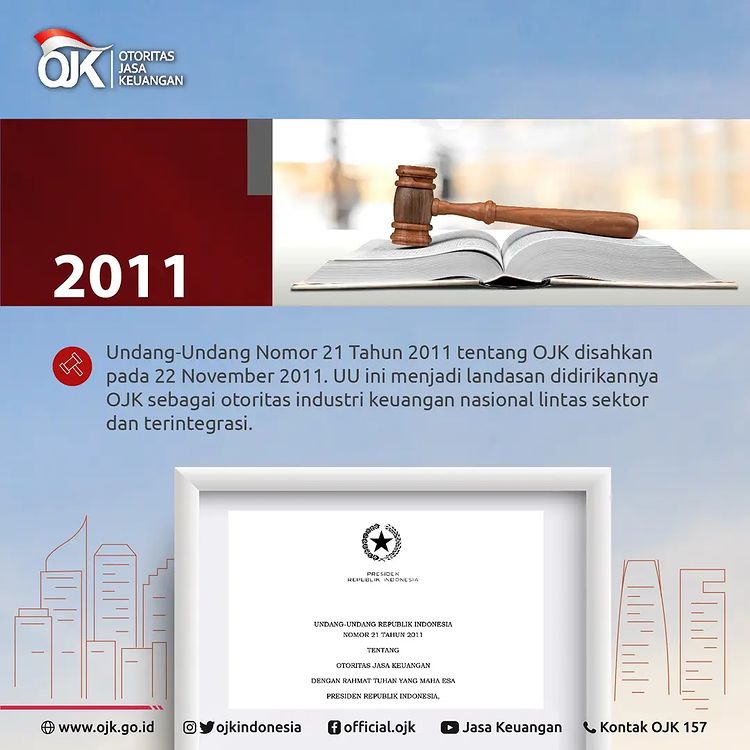 OJK
OTORITAS
JASA
KEUANGAN
2011
Undang-Undang Nomor 21 Tahun 2011 tentang OJK disahkan
pada 22 November 2011. UU ini menjadi landasan didirikannya
OJK sebagai otoritas industri keuangan nasional lintas sektor
dan terintegrasi.
PRESIDEN
REPUBLIK INDONESIA
UNDANG-UNDANG REPUBLIK INDONESIA
NOMOR 21 TAHUN 2011
TENTANG
OTORITAS JASA KEUANGAN
DENGAN RAHMAT TUHAN YANG MAHA ESA
PRESIDEN REPUBLIK INDONESIA,
www.ojk.go.id ojkindonesia official.ojk Jasa Keuangan Kontak OJK 157